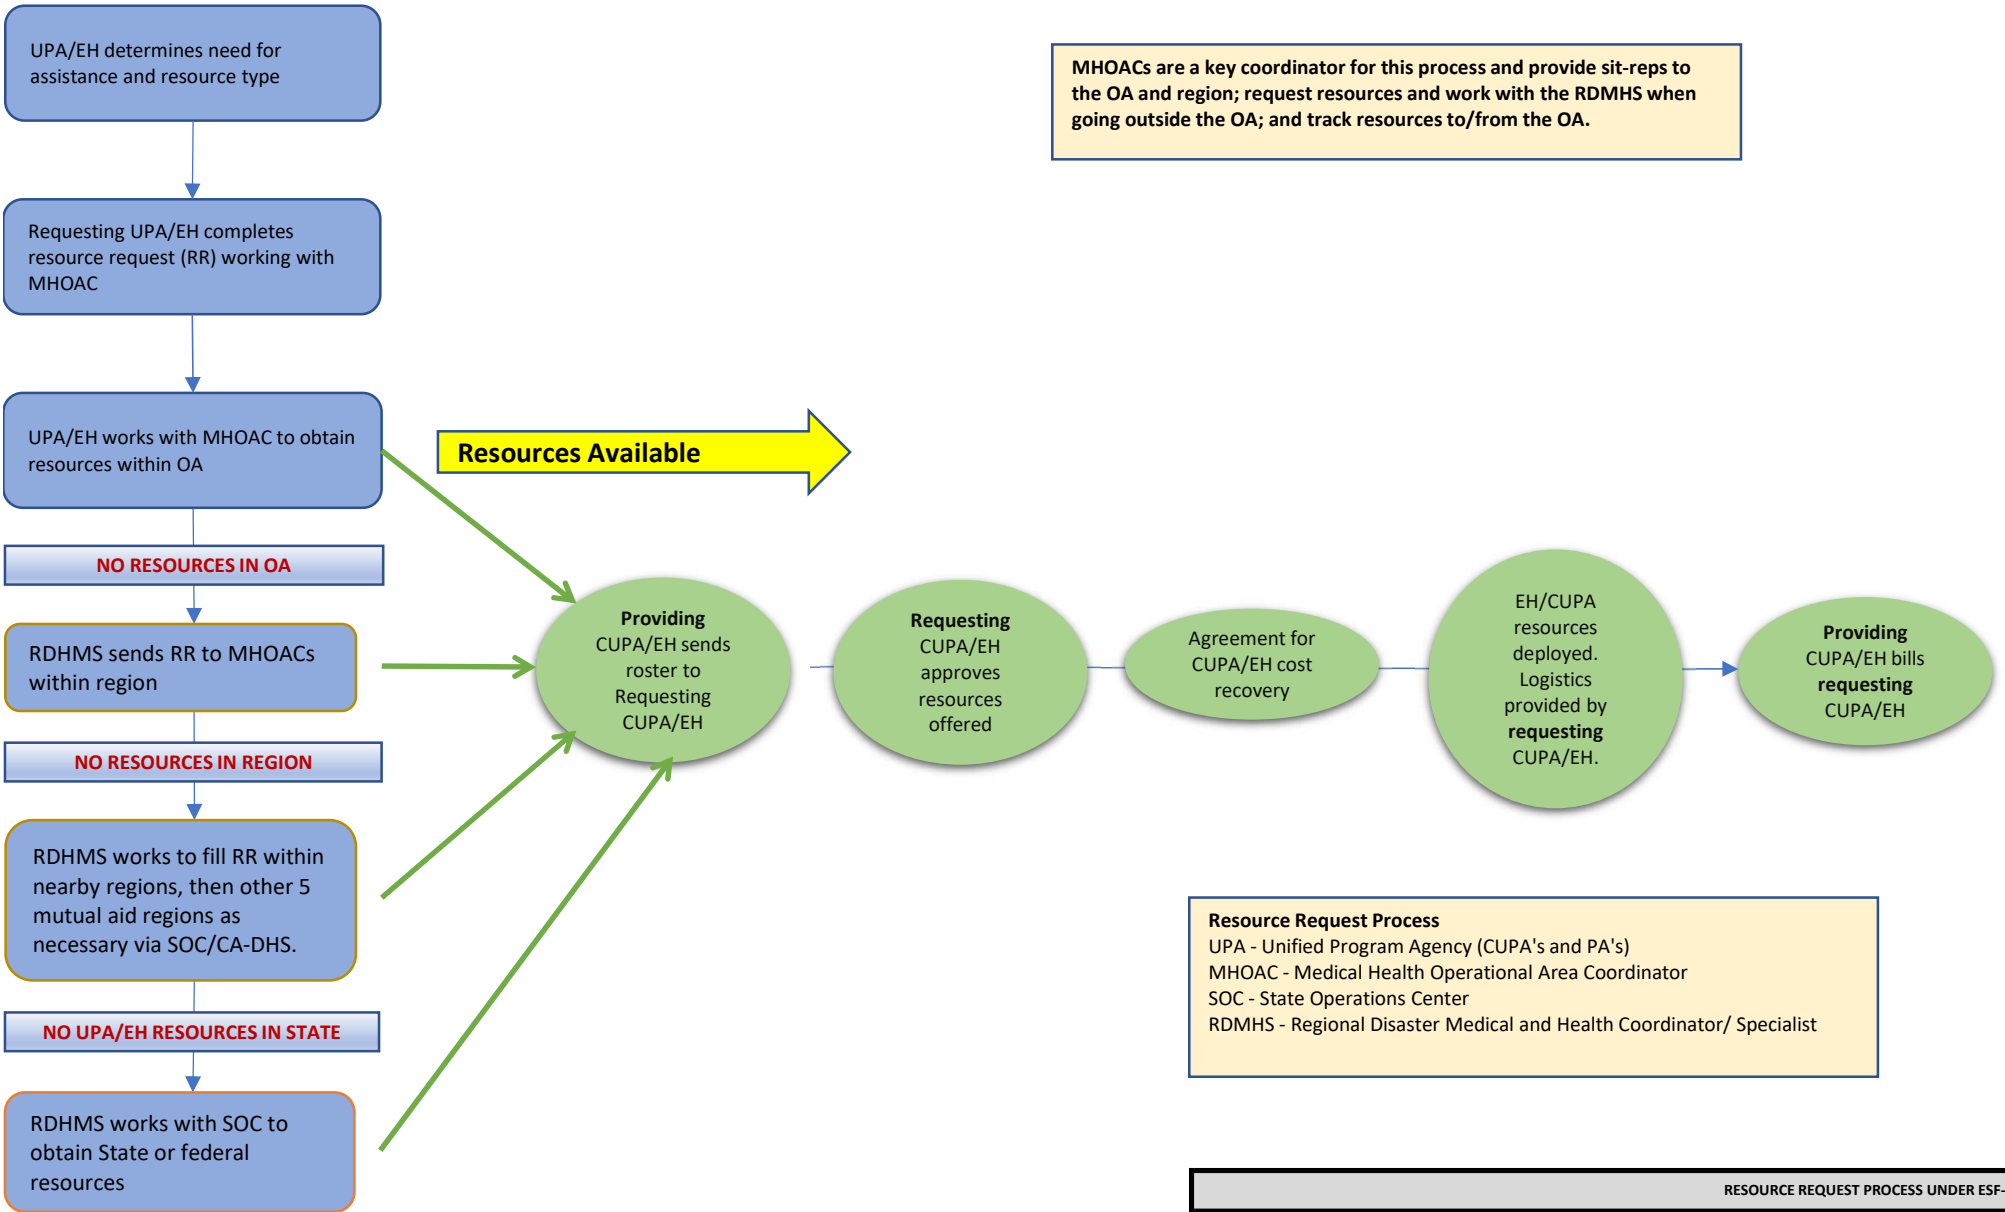 UPA/EH determines need for
assistance and resource type
MHOACs are a key coordinator for this process and provide sit-reps to
the OA and region; request resources and work with the RDMHS when
going outside the OA; and track resources to/from the OA.
Requesting UPA/EH completes
resource request (RR) working with
MHOAC
UPA/EH works with MHOAC to obtain
resources within OA
Resources Available
NO RESOURCES IN OA
RDHMS sends RR to MHOACs
within region
NO RESOURCES IN REGION
RDHMS works to fill RR within
nearby regions, then other 5
mutual aid regions as
necessary via SOC/CA-DHS.
NO UPA/EH RESOURCES IN STATE
RDHMS works with SOC to
obtain State or federal
resources
Providing
CUPA/EH sends
roster to
Requesting
CUPA/EH
Requesting
CUPA/EH
approves
resources
offered
Agreement for
CUPA/EH cost
recovery
EH/CUPA
resources
deployed.
Logistics
provided by
requesting
CUPA/EH.
Providing
CUPA/EH bills
requesting
CUPA/EH
Resource Request Process
UPA - Unified Program Agency (CUPA's and PA's)
MHOAC - Medical Health Operational Area Coordinator
SOC - State Operations Center
RDMHS - Regional Disaster Medical and Health Coordinator/ Specialist
RESOURCE REQUEST PROCESS UNDER ESF-